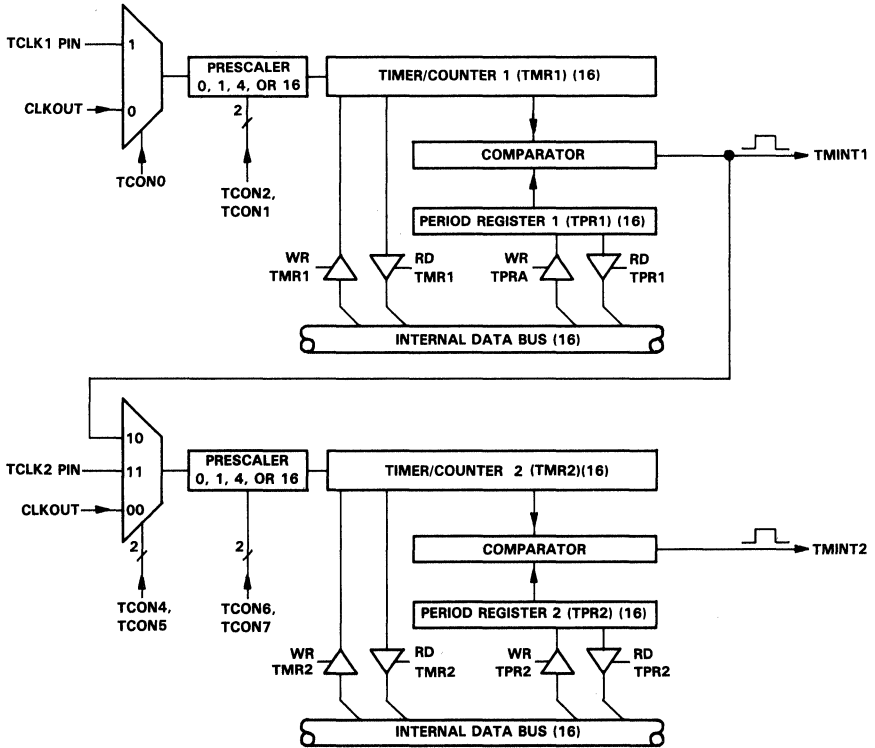 TCLK1 PIN
1
PRESCALER
0, 1, 4, OR 16
TIMER/COUNTER 1 (TMR1) (16)
CLKOUT
0
2
TCON0
TCON2,
TCON1
COMPARATOR
TMINT1
PERIOD REGISTER 1 (TPR1) (16)
WR
TMR1
RD
TMR1
WR
TPRA
RD
TPR1
INTERNAL DATA BUS (16)
10
TCLK2 PIN
11
PRESCALER
0, 1, 4, OR 16
TIMER/COUNTER 2 (TMR2)(16)
CLKOUT
00
2
2
TCON4,
TCON5
TCON6,
TCON7
COMPARATOR
TMINT2
PERIOD REGISTER 2 (TPR2) (16)
WR
TMR2
RD
TMR2
WR
TPR2
RD
TPR2
INTERNAL DATA BUS (16)